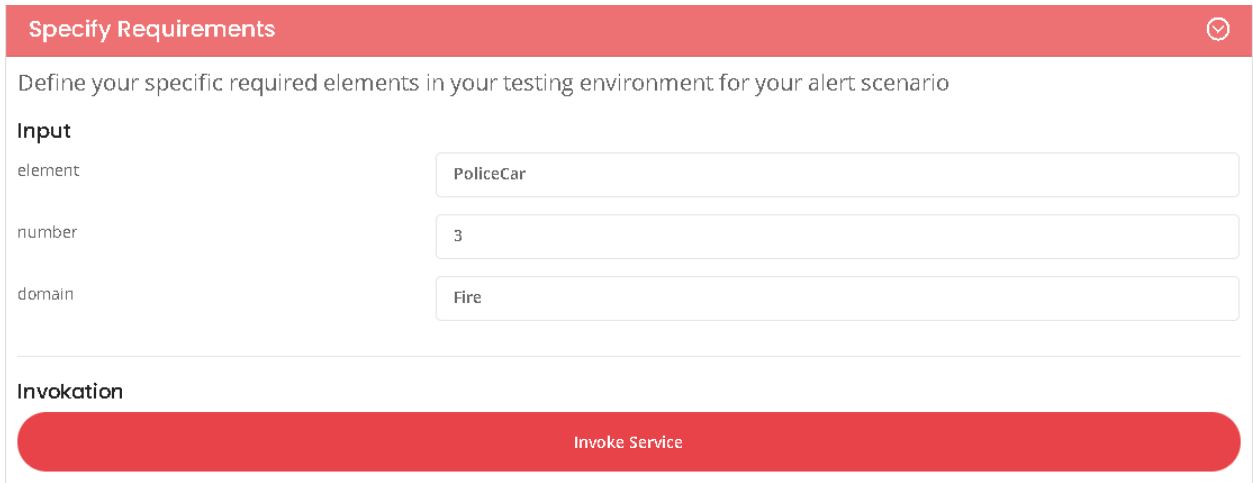 Specify Requirements
Define your specific required elements in your testing environment for your alert scenario
Input
element
PoliceCar
number
3
domain
Fire
Invokation
Invoke Service